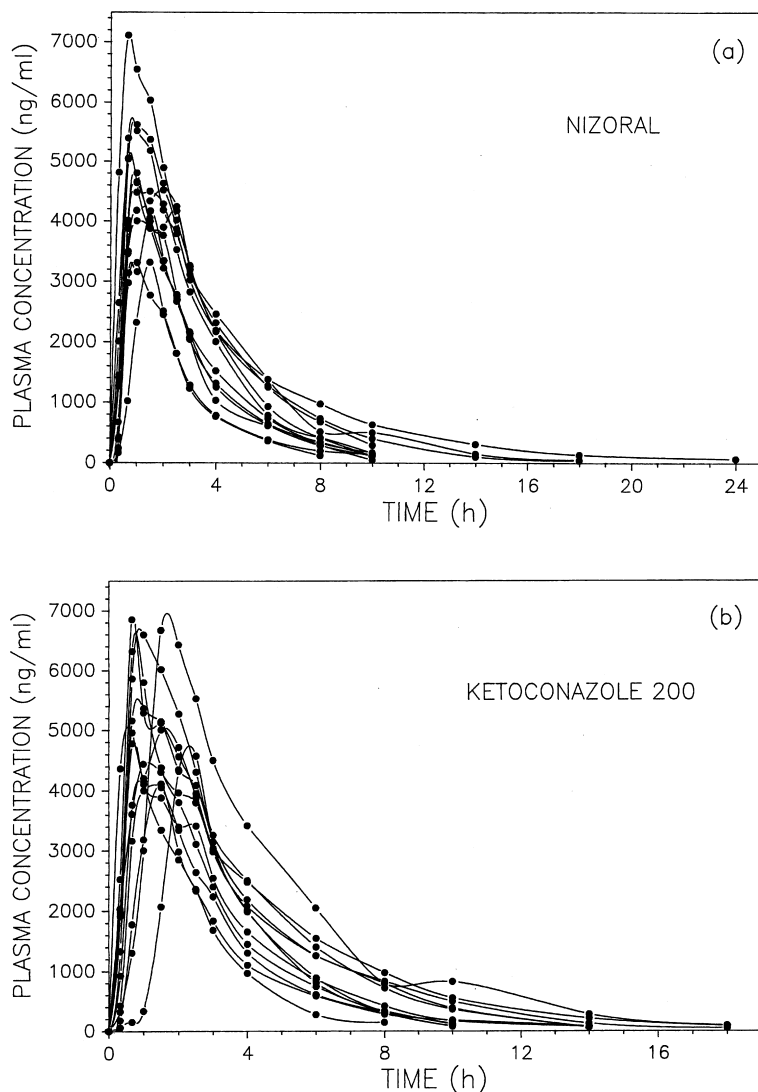 (a)
NIZORAL
PLASMA CONCENTRATION (ng/ml)
7000
6000
5000
4000
3000
2000
1000
0
0 4 8 12 16 20 24
TIME (h)
(b)
KETOCONAZOLE 200
PLASMA CONCENTRATION (ng/ml)
7000
6000
5000
4000
3000
2000
1000
0
0 4 8 12 16
TIME (h)